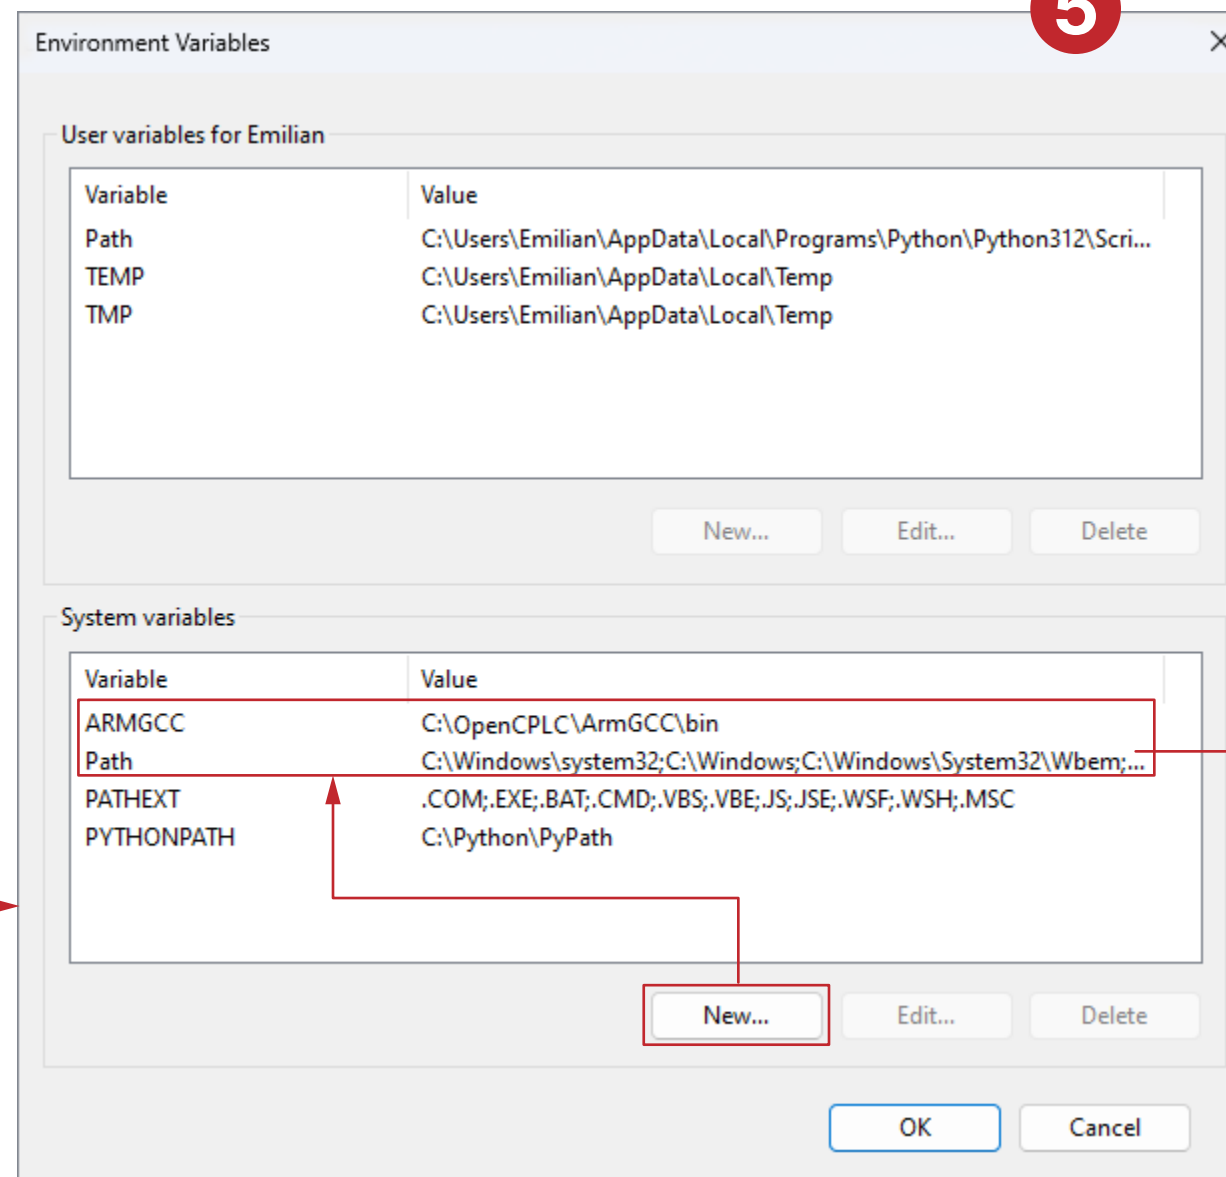 5
Environment Variables
User variables for Emilian
Variable Value
Path C:\Users\Emilian\AppData\Local\Programs\Python\Python312\Scri...
TEMP C:\Users\Emilian\AppData\Local\Temp
TMP C:\Users\Emilian\AppData\Local\Temp
New... Edit... Delete
System variables
Variable Value
ARMGCC C:\OpenCPLC\ArmGCC\bin
Path C:\Windows\system32;C:\Windows;C:\Windows\System32\Wbem;...
PATHEXT .COM;.EXE;.BAT;.CMD;.VBS;.VBE;.JS;.JSE;.WSF;.WSH;.MSC
PYTHONPATH C:\Python\PyPath
New... Edit... Delete
OK Cancel